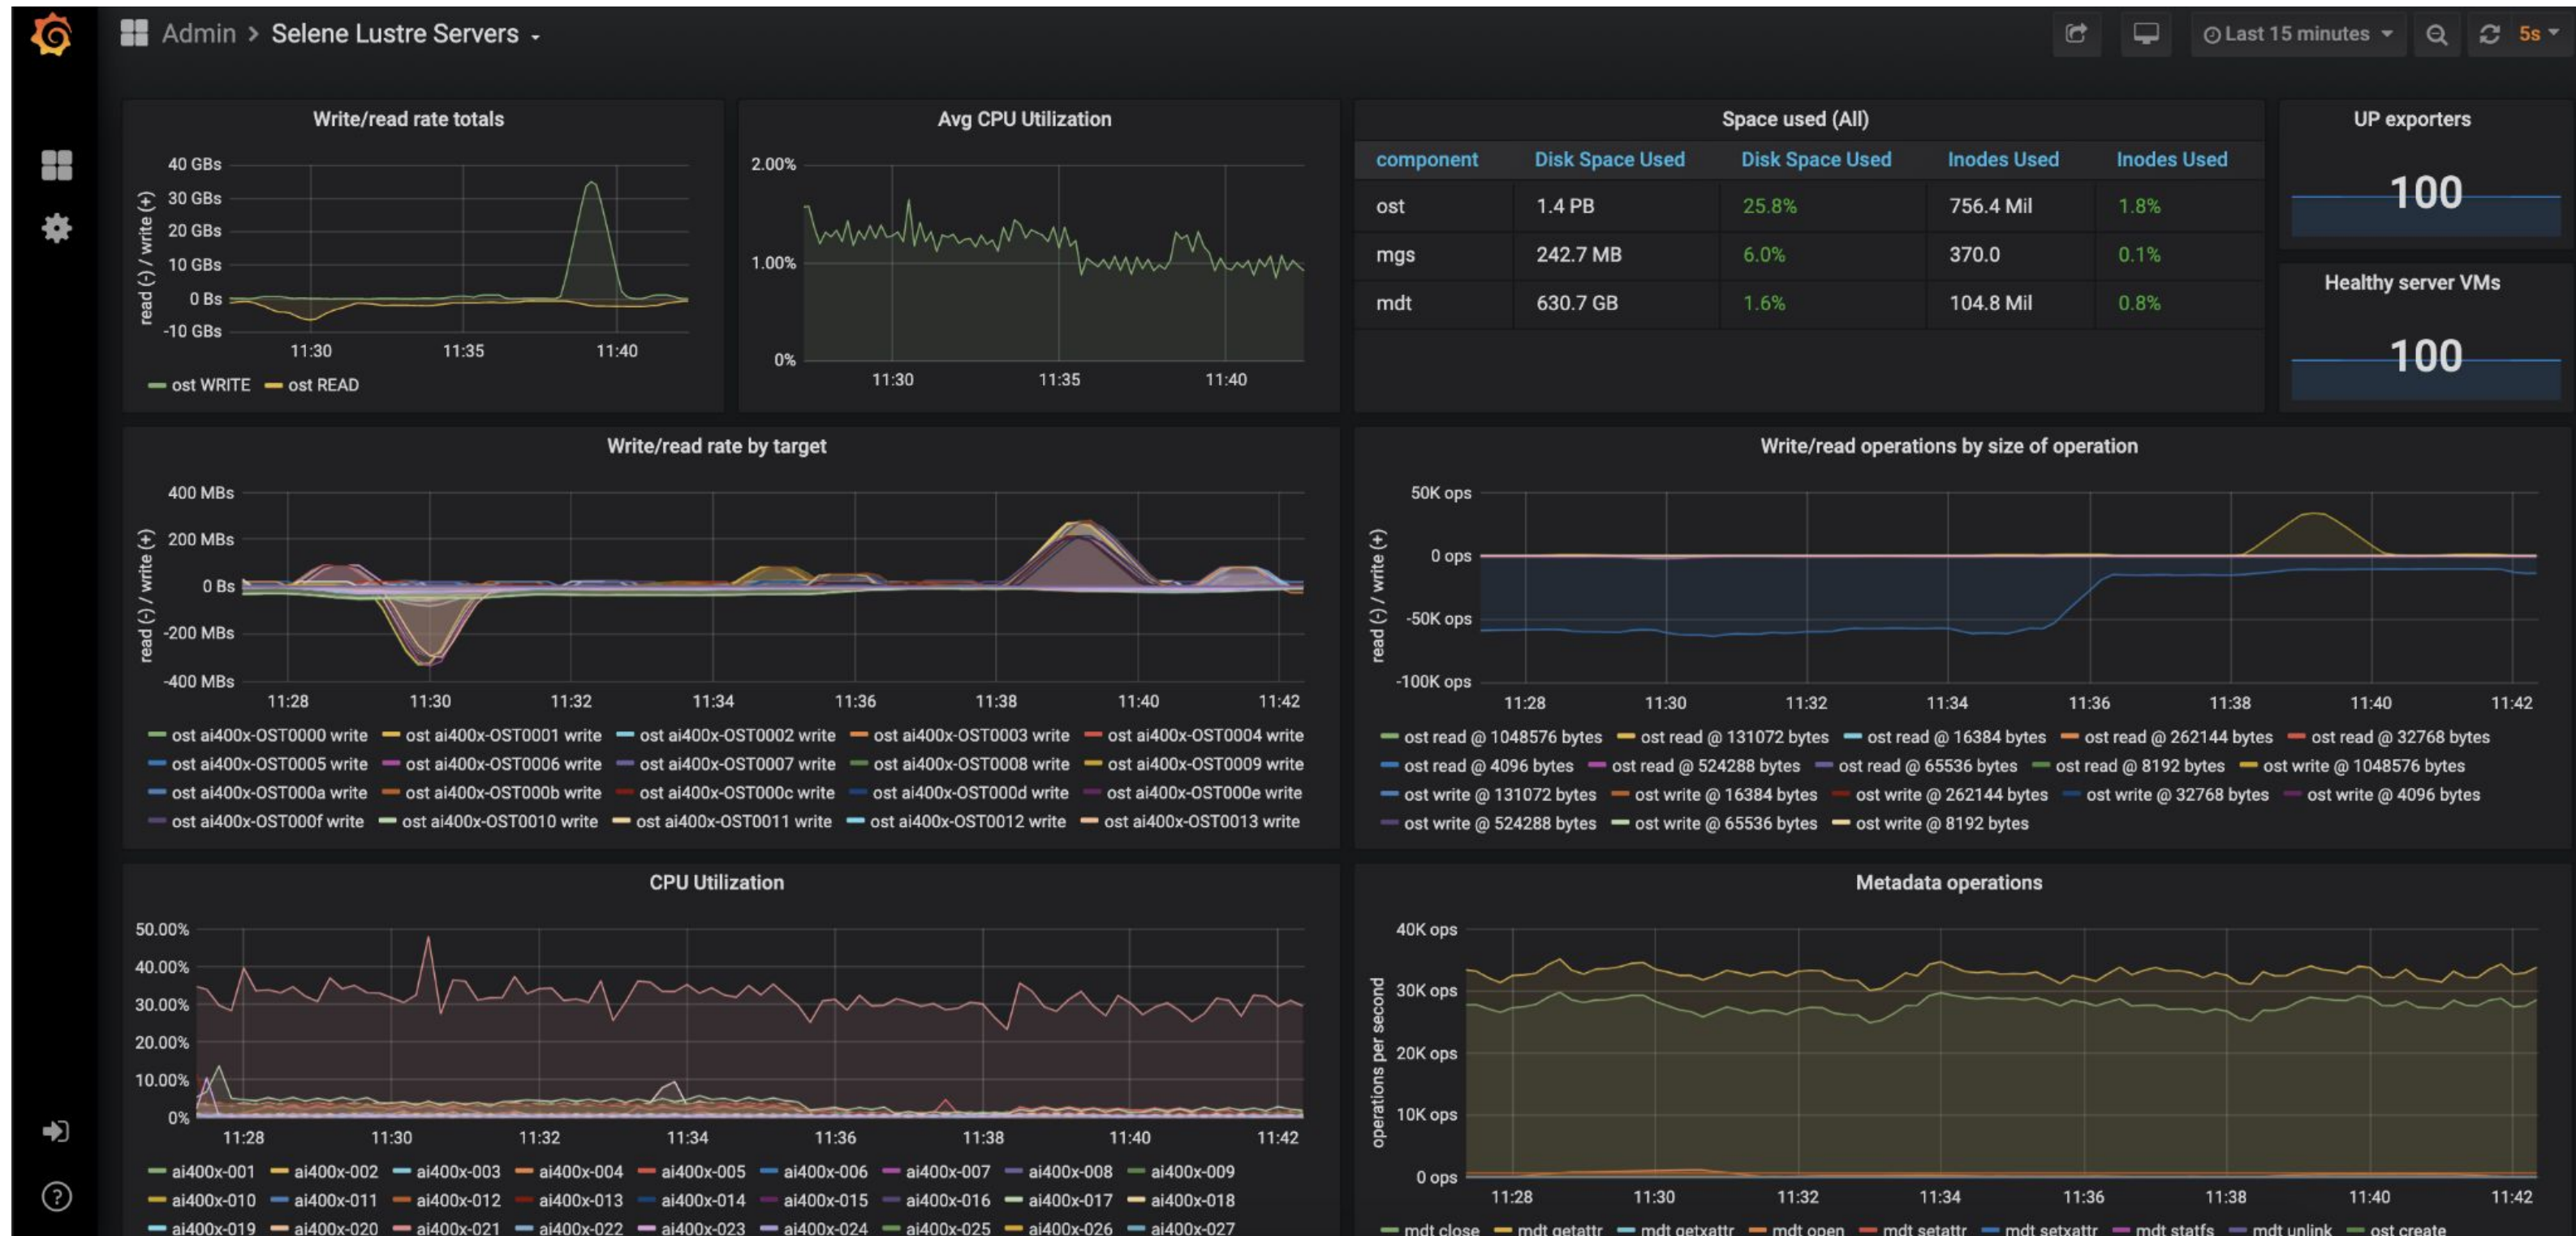 Admin > Selene Lustre Servers
Last 15 minutes
5s
Write/read rate totals
read (-) / write (+)
40 GBs
30 GBs
20 GBs
10 GBs
0 Bs
-10 GBs
11:30 11:35 11:40
ost WRITE ost READ
Avg CPU Utilization
2.00%
1.00%
0%
11:30 11:35 11:40
Space used (All)
component Disk Space Used Disk Space Used Inodes Used Inodes Used
ost 1.4 PB 25.8% 756.4 Mil 1.8%
mgs 242.7 MB 6.0% 370.0 0.1%
mdt 630.7 GB 1.6% 104.8 Mil 0.8%
UP exporters
100
Healthy server VMs
100
Write/read rate by target
read (-) / write (+)
400 MBs
200 MBs
0 Bs
-200 MBs
-400 MBs
11:28 11:30 11:32 11:34 11:36 11:38 11:40 11:42
ost ai400x-OST0000 write ost ai400x-OST0001 write ost ai400x-OST0002 write ost ai400x-OST0003 write ost ai400x-OST0004 write
ost ai400x-OST0005 write ost ai400x-OST0006 write ost ai400x-OST0007 write ost ai400x-OST0008 write ost ai400x-OST0009 write
ost ai400x-OST000a write ost ai400x-OST000b write ost ai400x-OST000c write ost ai400x-OST000d write ost ai400x-OST000e write
ost ai400x-OST000f write ost ai400x-OST0010 write ost ai400x-OST0011 write ost ai400x-OST0012 write ost ai400x-OST0013 write
Write/read operations by size of operation
read (-) / write (+)
50K ops
0 ops
-50K ops
-100K ops
11:28 11:30 11:32 11:34 11:36 11:38 11:40 11:42
ost read @ 1048576 bytes ost read @ 131072 bytes ost read @ 16384 bytes ost read @ 262144 bytes ost read @ 32768 bytes
ost read @ 4096 bytes ost read @ 524288 bytes ost read @ 65536 bytes ost read @ 8192 bytes ost write @ 1048576 bytes
ost write @ 131072 bytes ost write @ 16384 bytes ost write @ 262144 bytes ost write @ 32768 bytes ost write @ 4096 bytes
ost write @ 524288 bytes ost write @ 65536 bytes ost write @ 8192 bytes
CPU Utilization
50.00%
40.00%
30.00%
20.00%
10.00%
0%
11:28 11:30 11:32 11:34 11:36 11:38 11:40 11:42
ai400x-001 ai400x-002 ai400x-003 ai400x-004 ai400x-005 ai400x-006 ai400x-007 ai400x-008 ai400x-009
ai400x-010 ai400x-011 ai400x-012 ai400x-013 ai400x-014 ai400x-015 ai400x-016 ai400x-017 ai400x-018
ai400x-019 ai400x-020 ai400x-021 ai400x-022 ai400x-023 ai400x-024 ai400x-025 ai400x-026 ai400x-027
Metadata operations
operations per second
40K ops
30K ops
20K ops
10K ops
0 ops
11:28 11:30 11:32 11:34 11:36 11:38 11:40 11:42
mdt close mdt getattr mdt getxattr mdt open mdt setattr mdt setxattr mdt statfs mdt unlink ost create